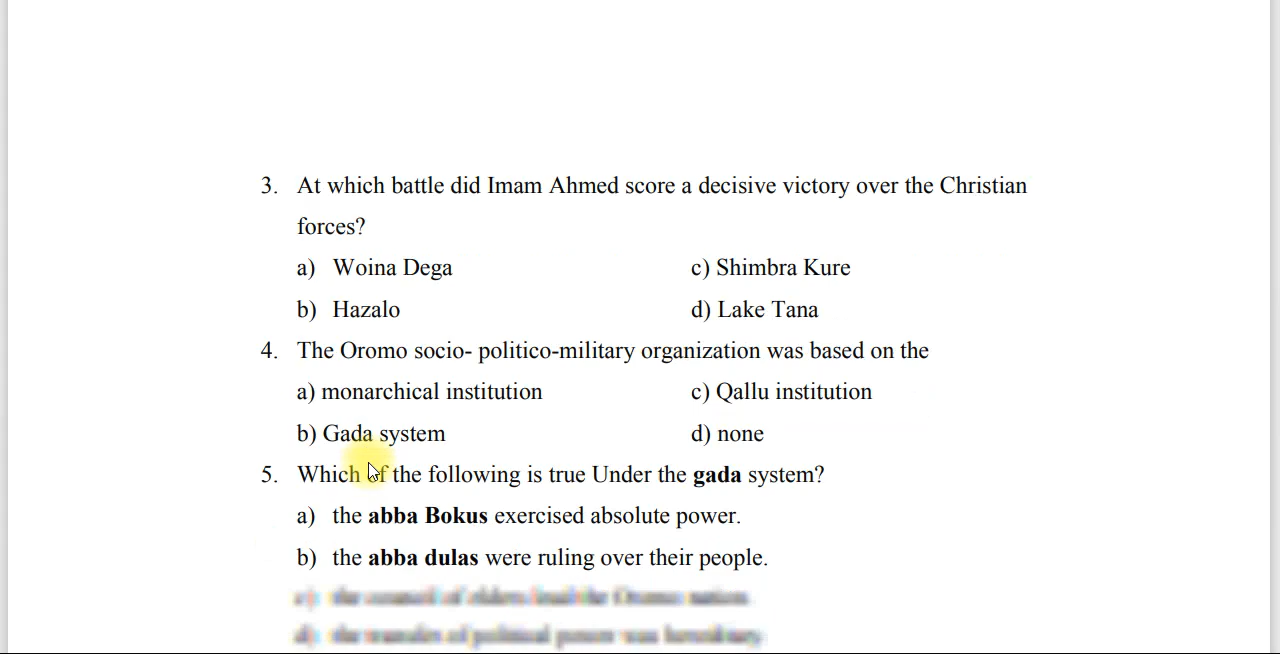 3. At which battle did Imam Ahmed score a decisive victory over the Christian
forces?
a) Woina Dega c) Shimbra Kure
b) Hazalo d) Lake Tana
4. The Oromo socio- politico-military organization was based on the
a) monarchical institution c) Qallu institution
b) Gada system d) none
5. Which of the following is true Under the gada system?
a) the abba Bokus exercised absolute power.
b) the abba dulas were ruling over their people.